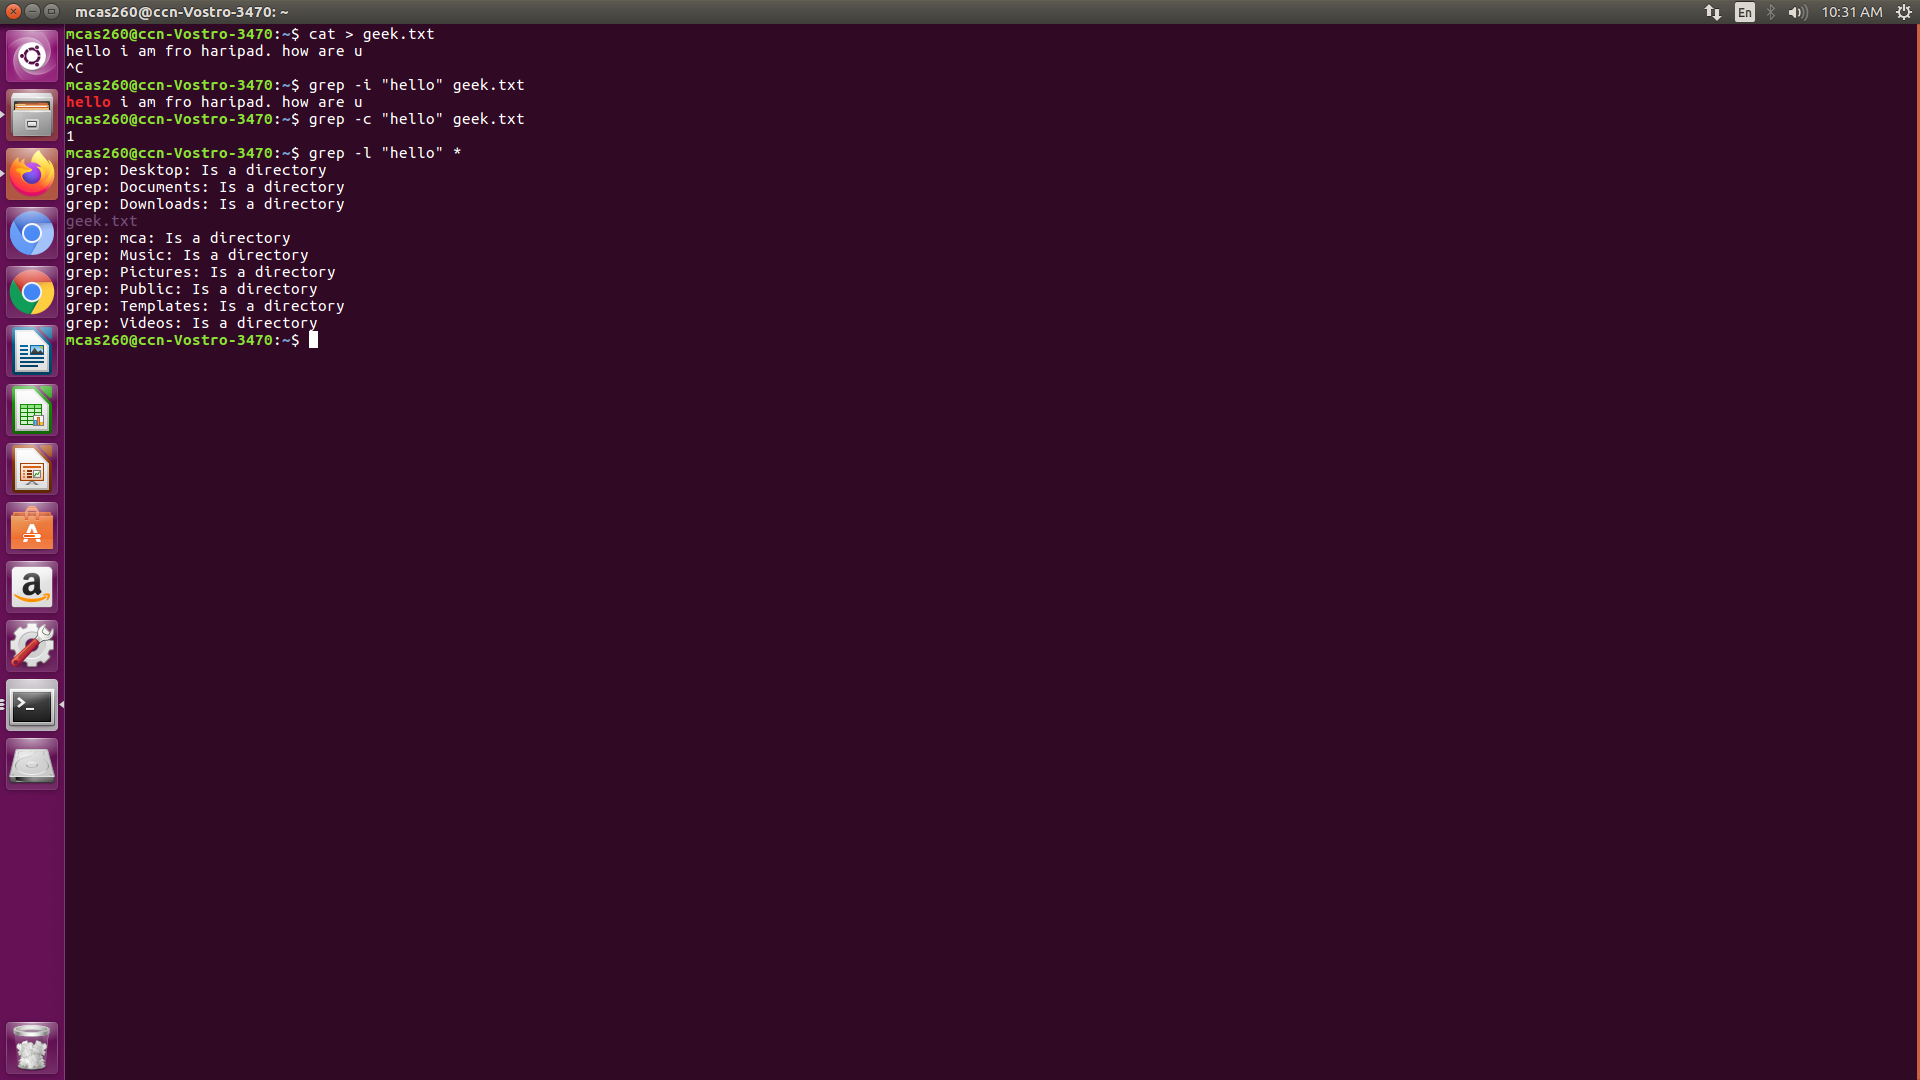 mcas260@ccn-Vostro-3470: ~
En
10:31 AM
mcas260@ccn-Vostro-3470:~$ cat > geek.txt
hello i am fro haripad. how are u
^C
mcas260@ccn-Vostro-3470:~$ grep -i "hello" geek.txt
hello i am fro haripad. how are u
mcas260@ccn-Vostro-3470:~$ grep -c "hello" geek.txt
1
mcas260@ccn-Vostro-3470:~$ grep -l "hello" *
grep: Desktop: Is a directory
grep: Documents: Is a directory
grep: Downloads: Is a directory
geek.txt
grep: mca: Is a directory
grep: Music: Is a directory
grep: Pictures: Is a directory
grep: Public: Is a directory
grep: Templates: Is a directory
grep: Videos: Is a directory
mcas260@ccn-Vostro-3470:~$